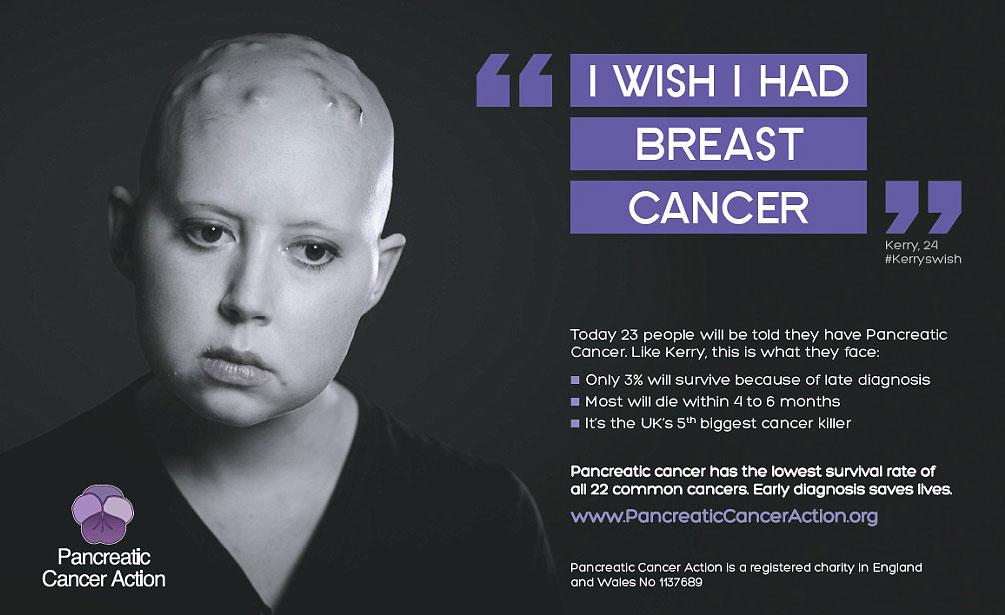 “ I WISH I HAD
BREAST
CANCER ”
Kerry, 24
#Kerryswish
Today 23 people will be told they have Pancreatic
Cancer. Like Kerry, this is what they face:
■ Only 3% will survive because of late diagnosis
■ Most will die within 4 to 6 months
■ It's the UK's 5th biggest cancer killer
Pancreatic cancer has the lowest survival rate of
all 22 common cancers. Early diagnosis saves lives.
www.PancreaticCancerAction.org
Pancreatic Cancer Action is a registered charity in England
and Wales No 1137689
Pancreatic
Cancer Action